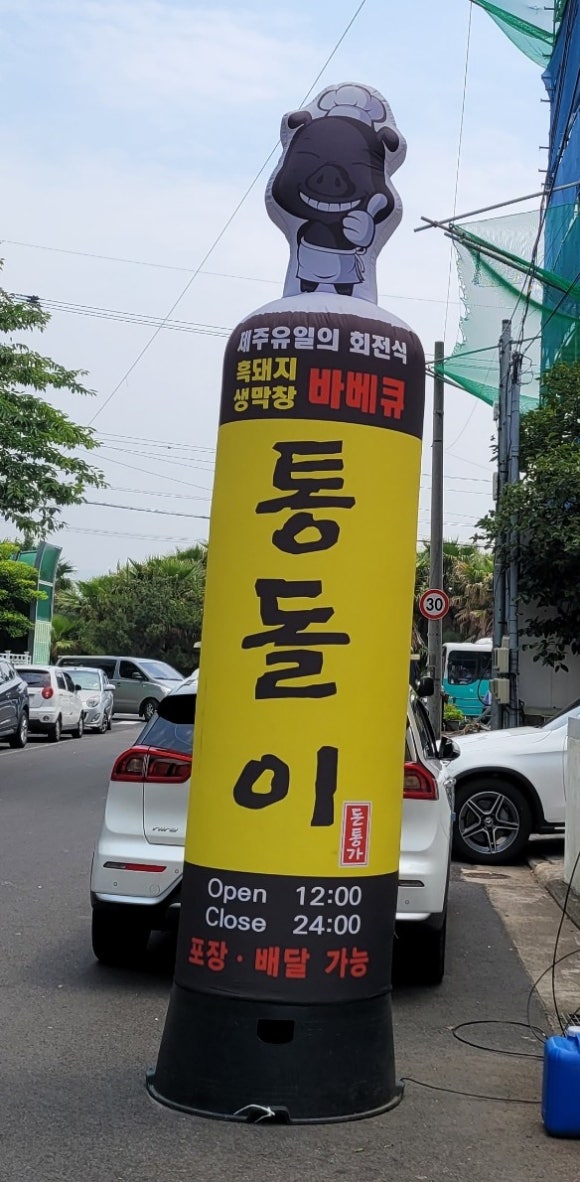 제주유일의 회전식
흑돼지
생막창
바베큐
통
돌
이
돈통가
Open 12:00
Close 24:00
포장 · 배달 가능
30